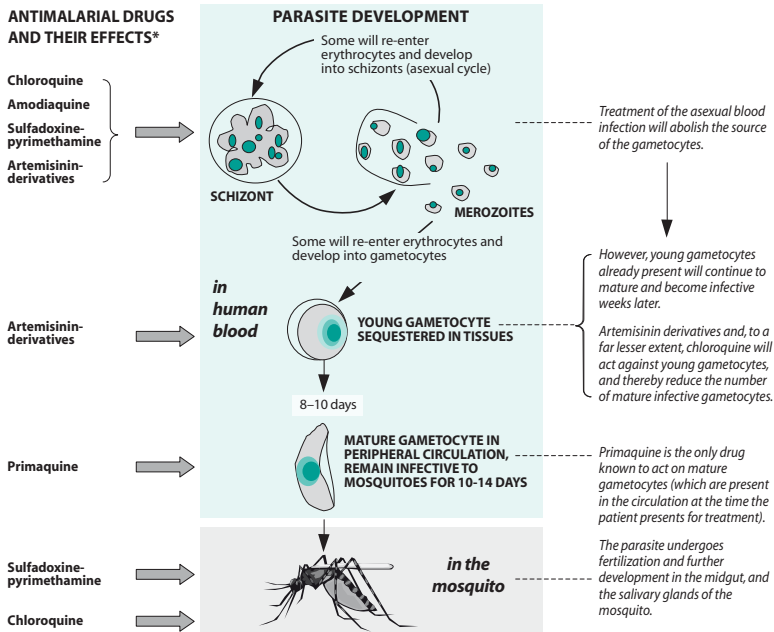 ANTIMALARIAL DRUGS
AND THEIR EFFECTS*
PARASITE DEVELOPMENT
Some will re-enter
erythrocytes and develop
into schizonts (asexual cycle)
Chloroquine
Amodiaquine
Sulfadoxine-
pyrimethamine
Artemisinin-
derivatives
SCHIZONT
MEROZOITES
Treatment of the asexual blood
infection will abolish the source
of the gametocytes.
Some will re-enter erythrocytes and
develop into gametocytes
in
human
blood
Artemisinin-
derivatives
YOUNG GAMETOCYTE
SEQUESTERED IN TISSUES
However, young gametocytes
already present will continue to
mature and become infective
weeks later.
Artemisinin derivatives and, to a
far lesser extent, chloroquine will
act against young gametocytes,
and thereby reduce the number
of mature infective gametocytes.
8–10 days
Primaquine
MATURE GAMETOCYTE IN
PERIPHERAL CIRCULATION,
REMAIN INFECTIVE TO
MOSQUITOES FOR 10-14 DAYS
Primaquine is the only drug
known to act on mature
gametocytes (which are present
in the circulation at the time the
patient presents for treatment).
Sulfadoxine-
pyrimethamine
Chloroquine
in the
mosquito
The parasite undergoes
fertilization and further
development in the midgut, and
the salivary glands of the
mosquito.